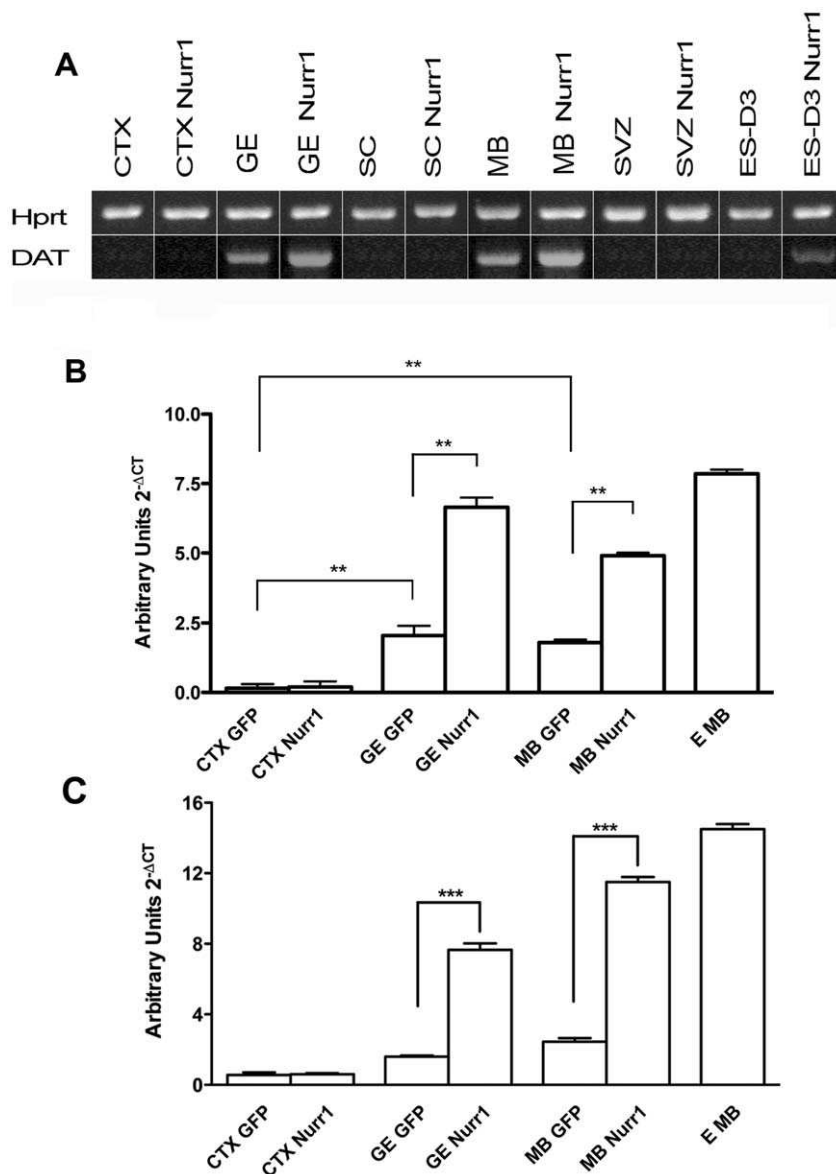 A
CTX
CTX Nurr1
GE
GE Nurr1
SC
SC Nurr1
MB
MB Nurr1
SVZ
SVZ Nurr1
ES-D3
ES-D3 Nurr1
Hprt
DAT
B
**
**
**
**
10.0
7.5
5.0
2.5
0.0
Arbitrary Units 2-ΔCT
CTX GFP
CTX Nurr1
GE GFP
GE Nurr1
MB GFP
MB Nurr1
E MB
C
***
***
16
12
8
4
0
Arbitrary Units 2-ΔCT
CTX GFP
CTX Nurr1
GE GFP
GE Nurr1
MB GFP
MB Nurr1
E MB